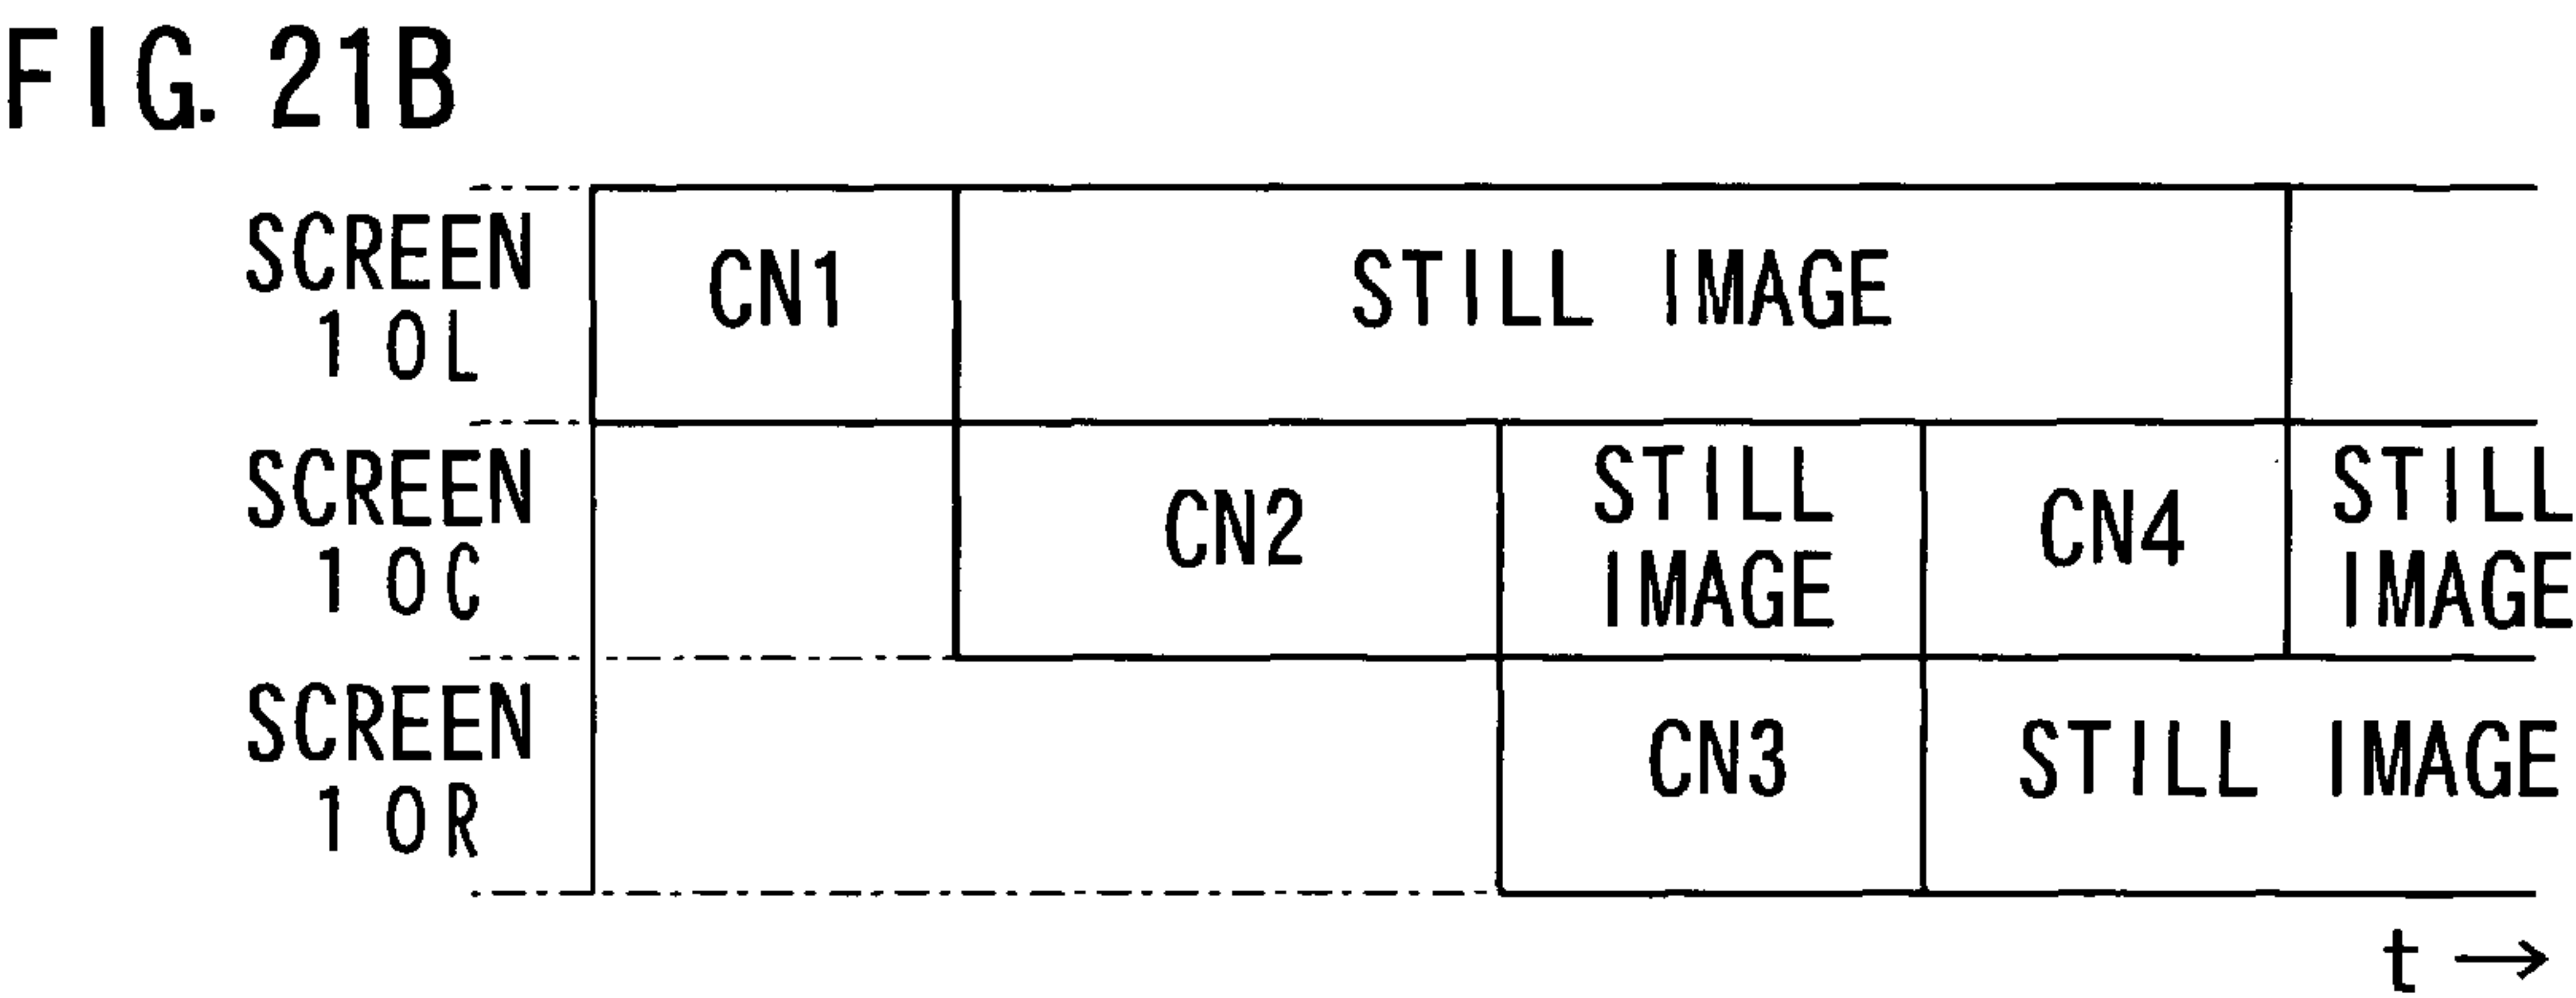 FIG. 21B
SCREEN
10L
CN1
STILL IMAGE
SCREEN
10C
CN2
STILL
IMAGE
CN4
STILL
IMAGE
SCREEN
10R
CN3
STILL IMAGE
t →